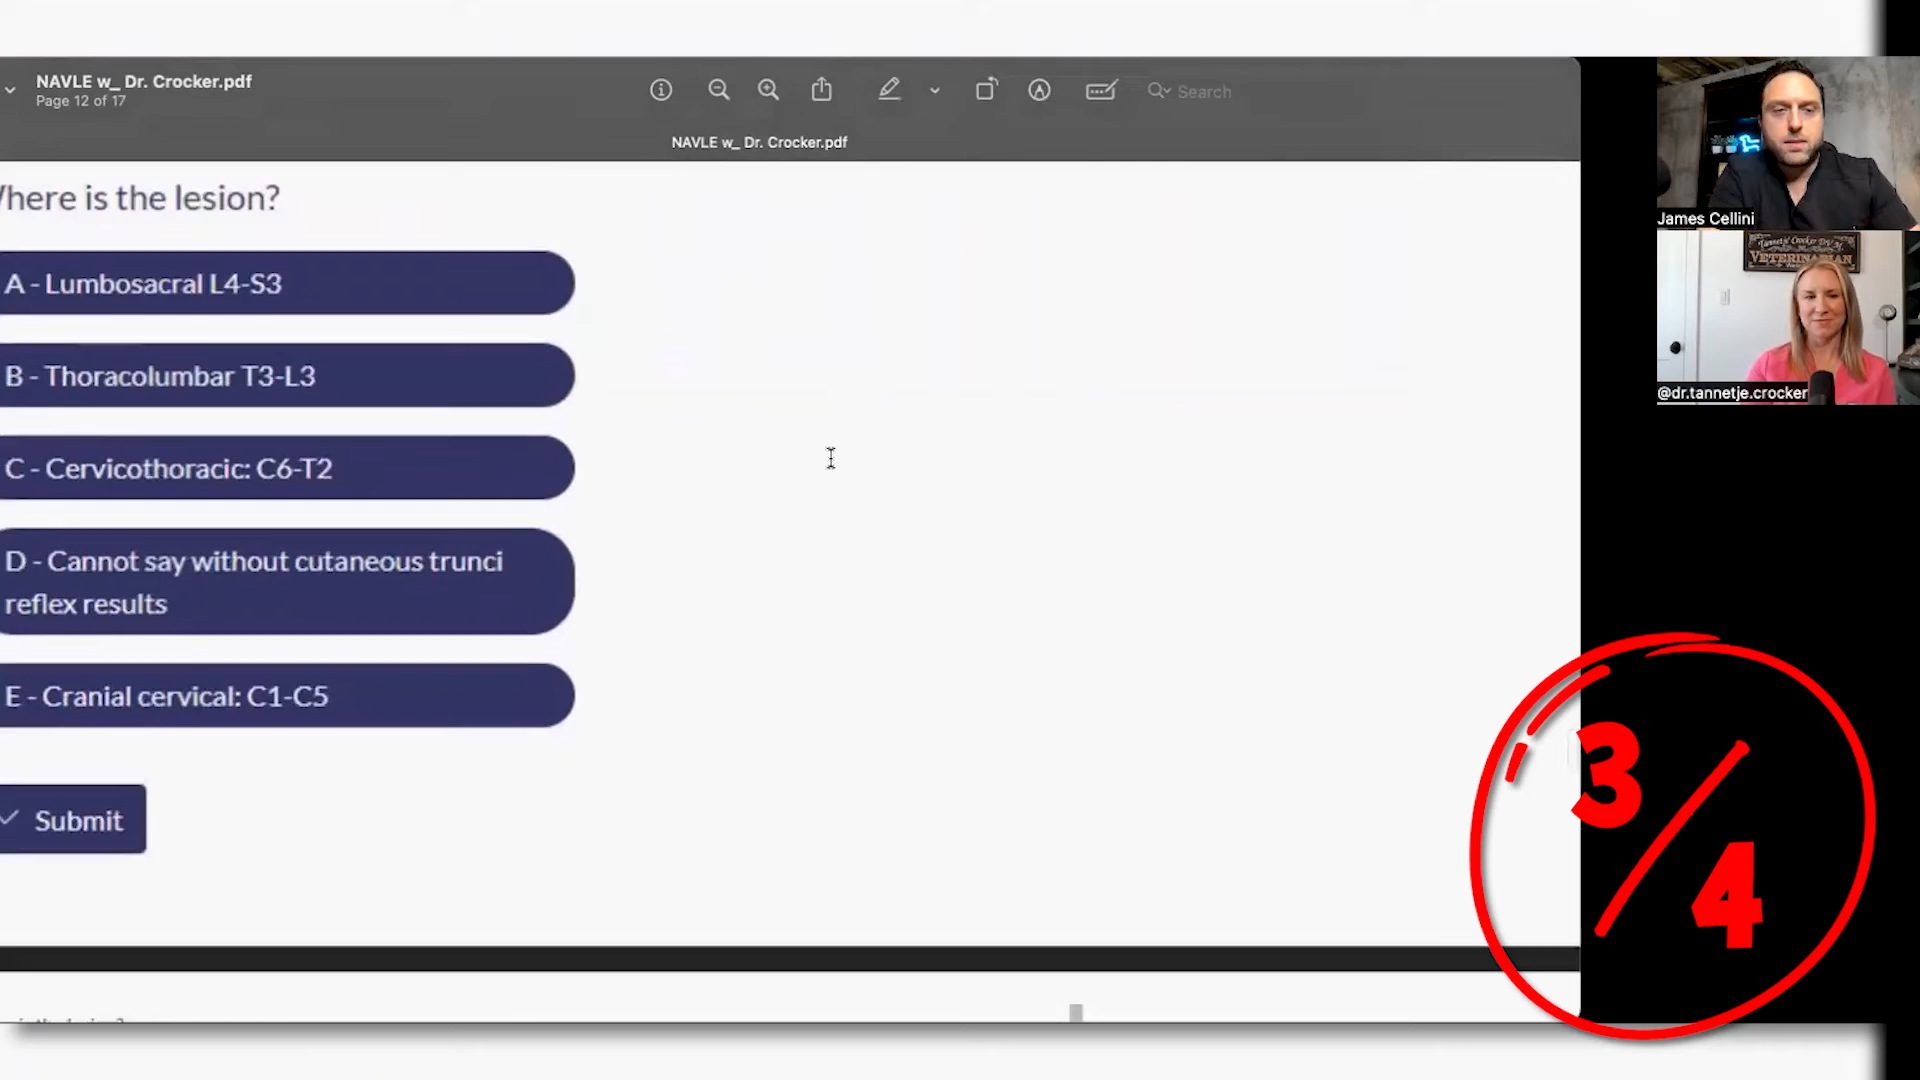 NAVLE w_ Dr. Crocker.pdf
Page 12 of 17
Search
NAVLE w_ Dr. Crocker.pdf
here is the lesion?
A - Lumbosacral L4-S3
B - Thoracolumbar T3-L3
C - Cervicothoracic: C6-T2
D - Cannot say without cutaneous trunci
reflex results
E - Cranial cervical: C1-C5
Submit
James Cellini
Tannetje' Crocker D.V.M.
VETERINARIAN
@dr.tannetje.crocker
3/4